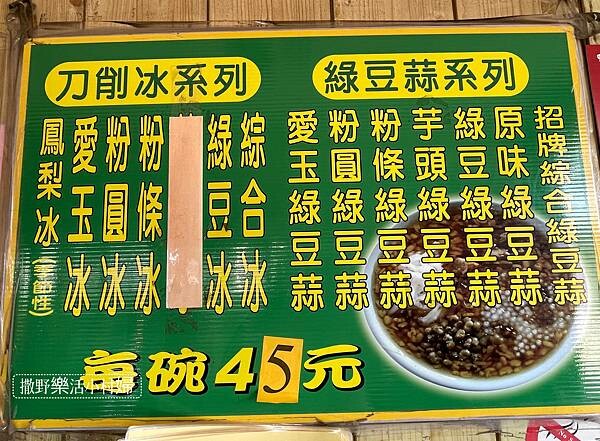 刀削冰系列
綠豆蒜系列
招牌綜合綠豆蒜
原味綠豆蒜
綠豆綠豆蒜
芋頭綠豆蒜
粉條綠豆蒜
粉圓綠豆蒜
愛玉綠豆蒜
綜合冰
綠豆冰
粉條冰
粉圓冰
愛玉冰
鳳梨冰(季節性)
每碗45元
撒野樂活小村婦